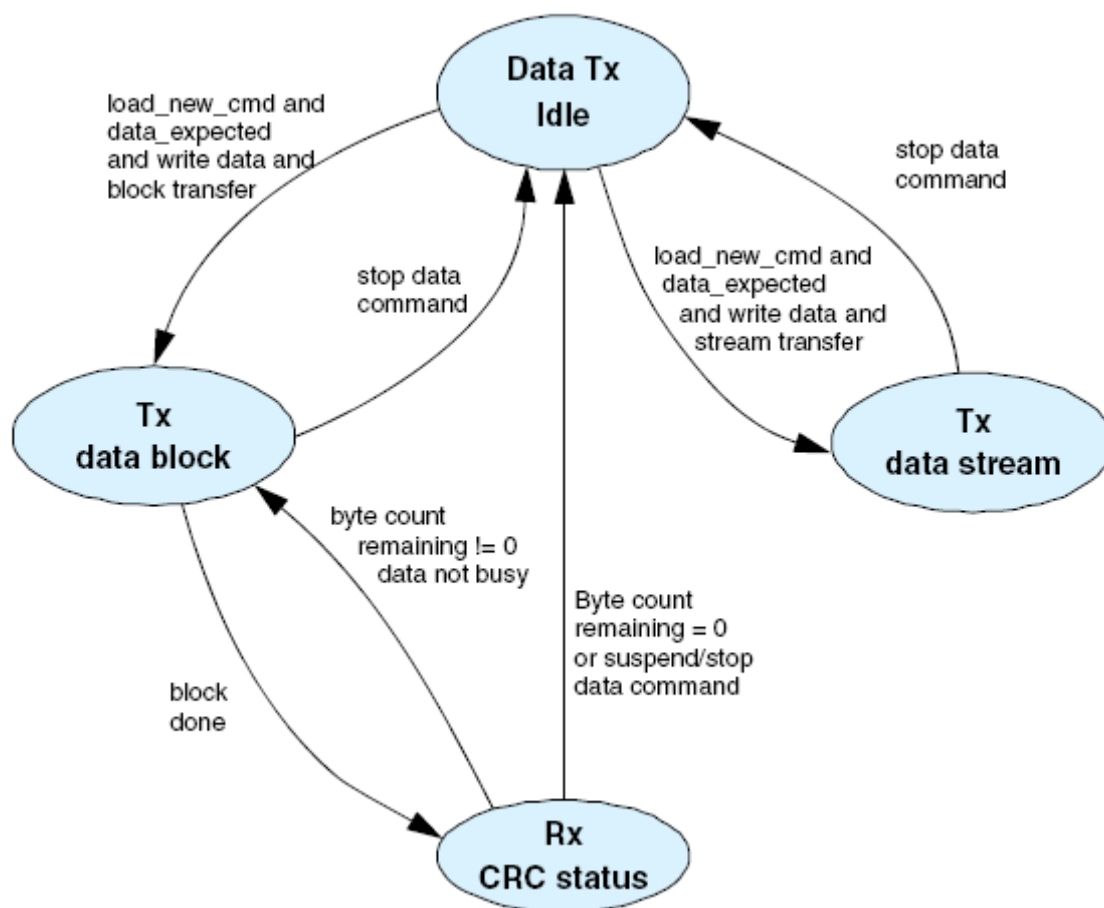 Data Tx
Idle
load_new_cmd and
data_expected
and write data and
block transfer
stop data
command
stop data
command
load_new_cmd and
data_expected
and write data and
stream transfer
Tx
data block
Tx
data stream
byte count
remaining != 0
data not busy
Byte count
remaining = 0
or suspend/stop
data command
block
done
Rx
CRC status